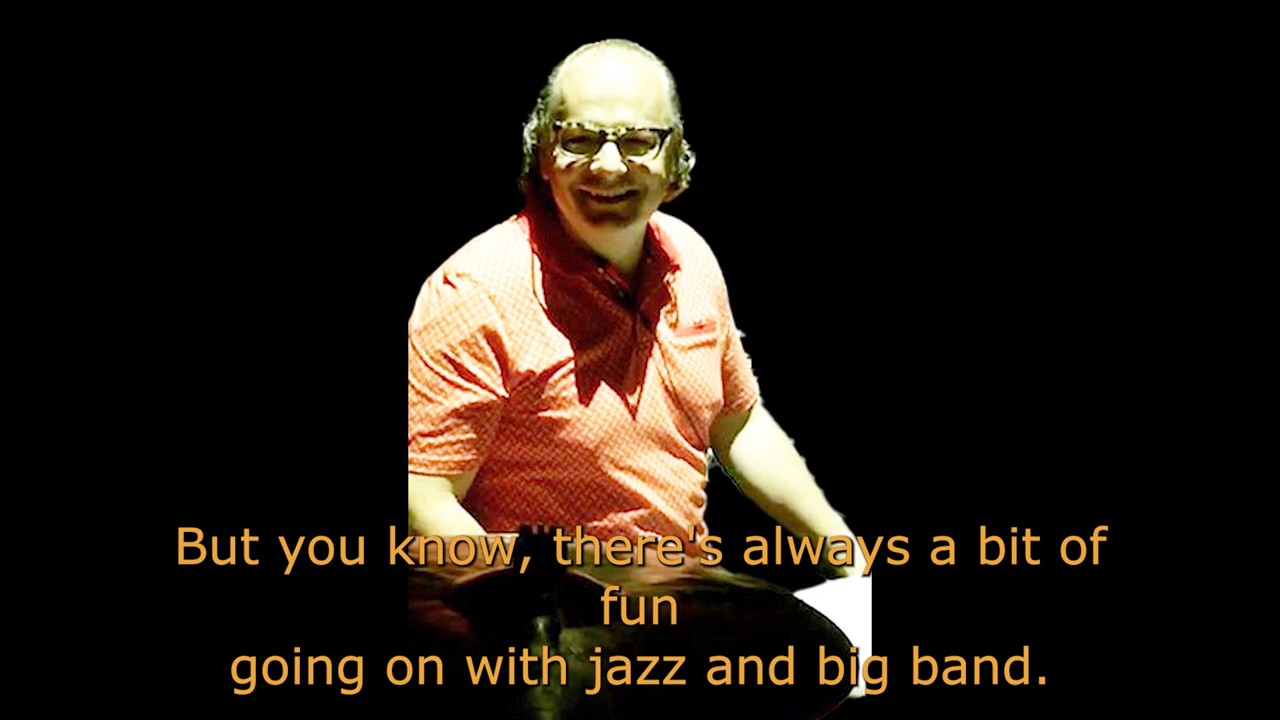 But you know, there's always a bit of
fun
going on with jazz and big band.